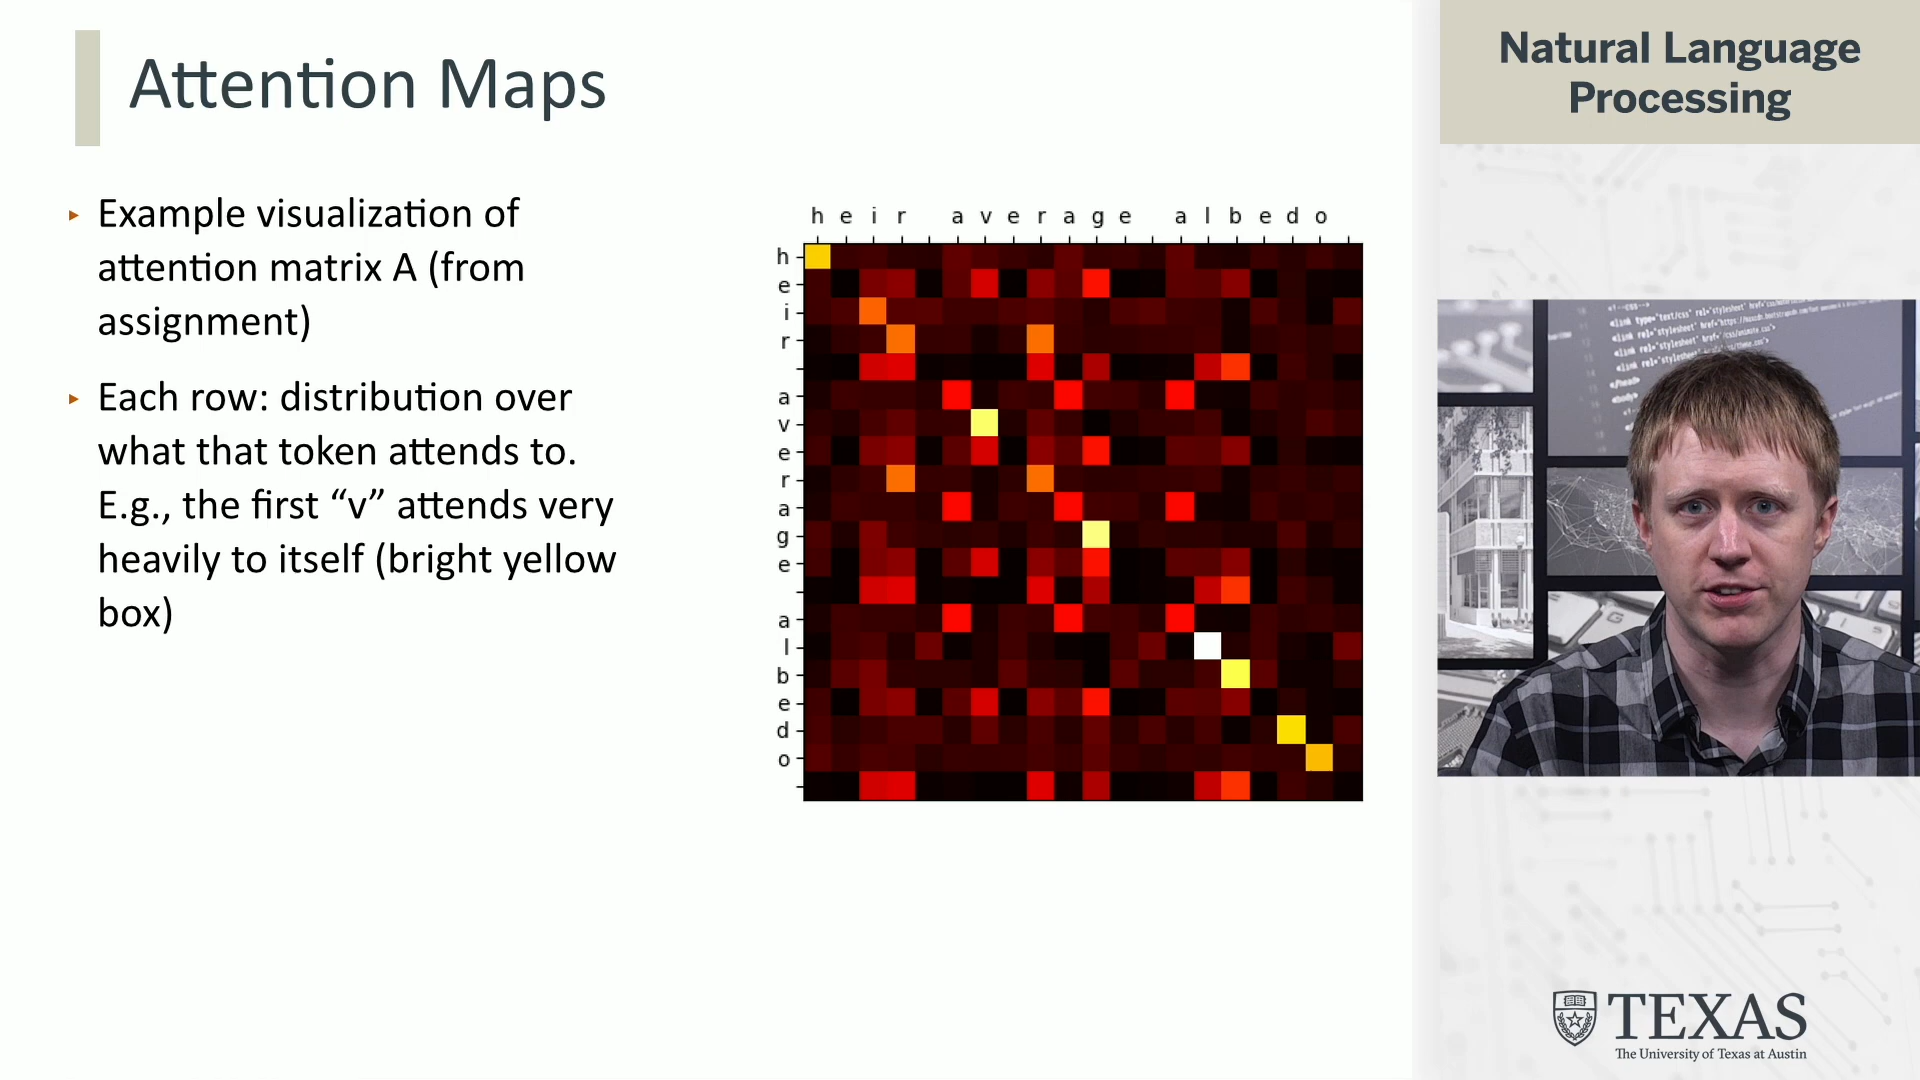 Attention Maps
Example visualization of
attention matrix A (from
assignment)
Each row: distribution over
what that token attends to.
E.g., the first “v” attends very
heavily to itself (bright yellow
box)
h e i r   a v e r a g e   a l b e d o
h
e
i
r
a
v
e
r
a
g
e
a
l
b
e
d
o
Natural Language
Processing
TEXAS
The University of Texas at Austin